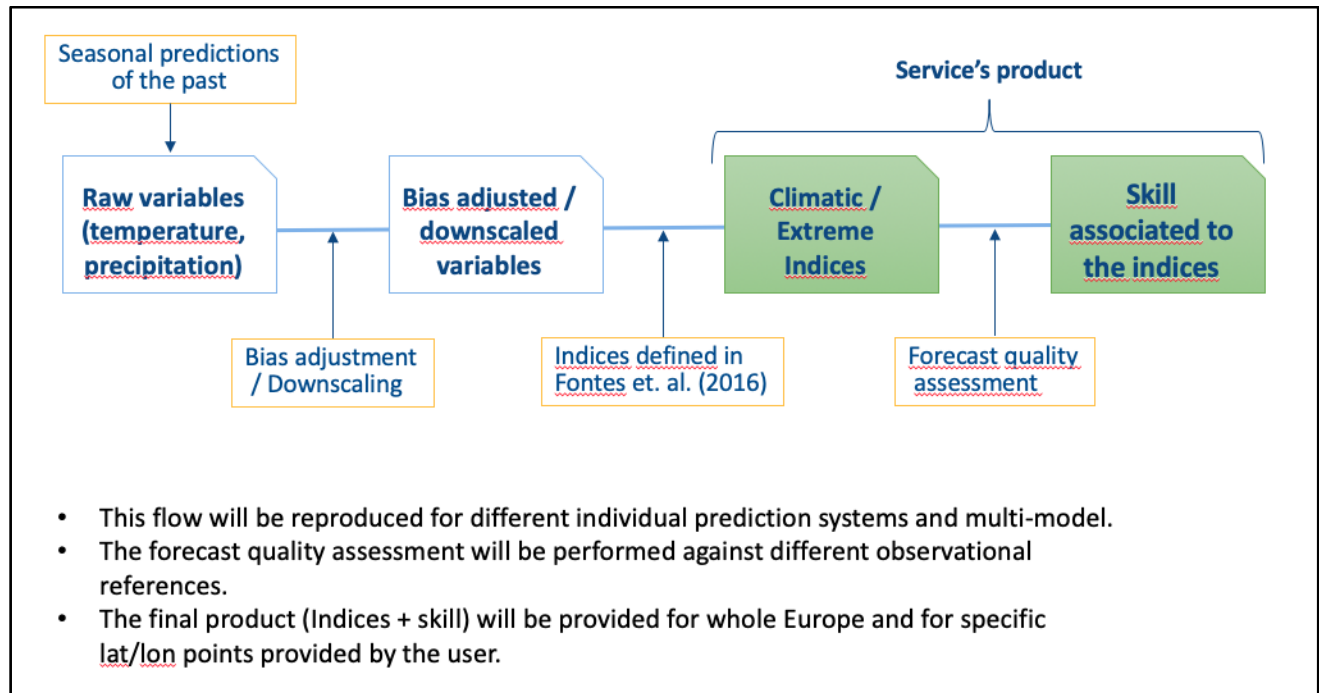 Seasonal predictions
of the past
Service's product
Raw variables
(temperature,
precipitation)
Bias adjusted /
downscaled
variables
Climatic /
Extreme
Indices
Skill
associated to
the indices
Bias adjustment
/ Downscaling
Indices defined in
Fontes et. al. (2016)
Forecast quality
assessment
• This flow will be reproduced for different individual prediction systems and multi-model.
• The forecast quality assessment will be performed against different observational
references.
• The final product (Indices + skill) will be provided for whole Europe and for specific
lat/lon points provided by the user.